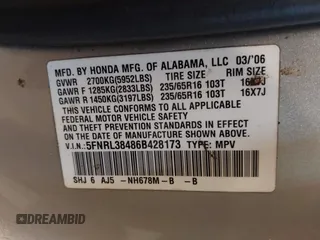 MFD. BY HONDA MFG. OF ALABAMA, LLC 03/'06
GVWR 2700KG(5952LBS) TIRE SIZE RIM SIZE
GAWR F 1285KG(2833LBS) 235/65R16 103T 16X7J
GAWR R 1450KG(3197LBS) 235/65R16 103T 16X7J
THIS VEHICLE CONFORMS TO ALL APPLICABLE
FEDERAL MOTOR VEHICLE SAFETY AND
BUMPER STANDARDS IN EFFECT ON THE
DATE OF MANUFACTURE SHOWN ABOVE.
V.I.N.: 5FNRL38486B428173 TYPE: MPV
SHJ 6 AJ5 -NH678M-B -B
DREAMBID